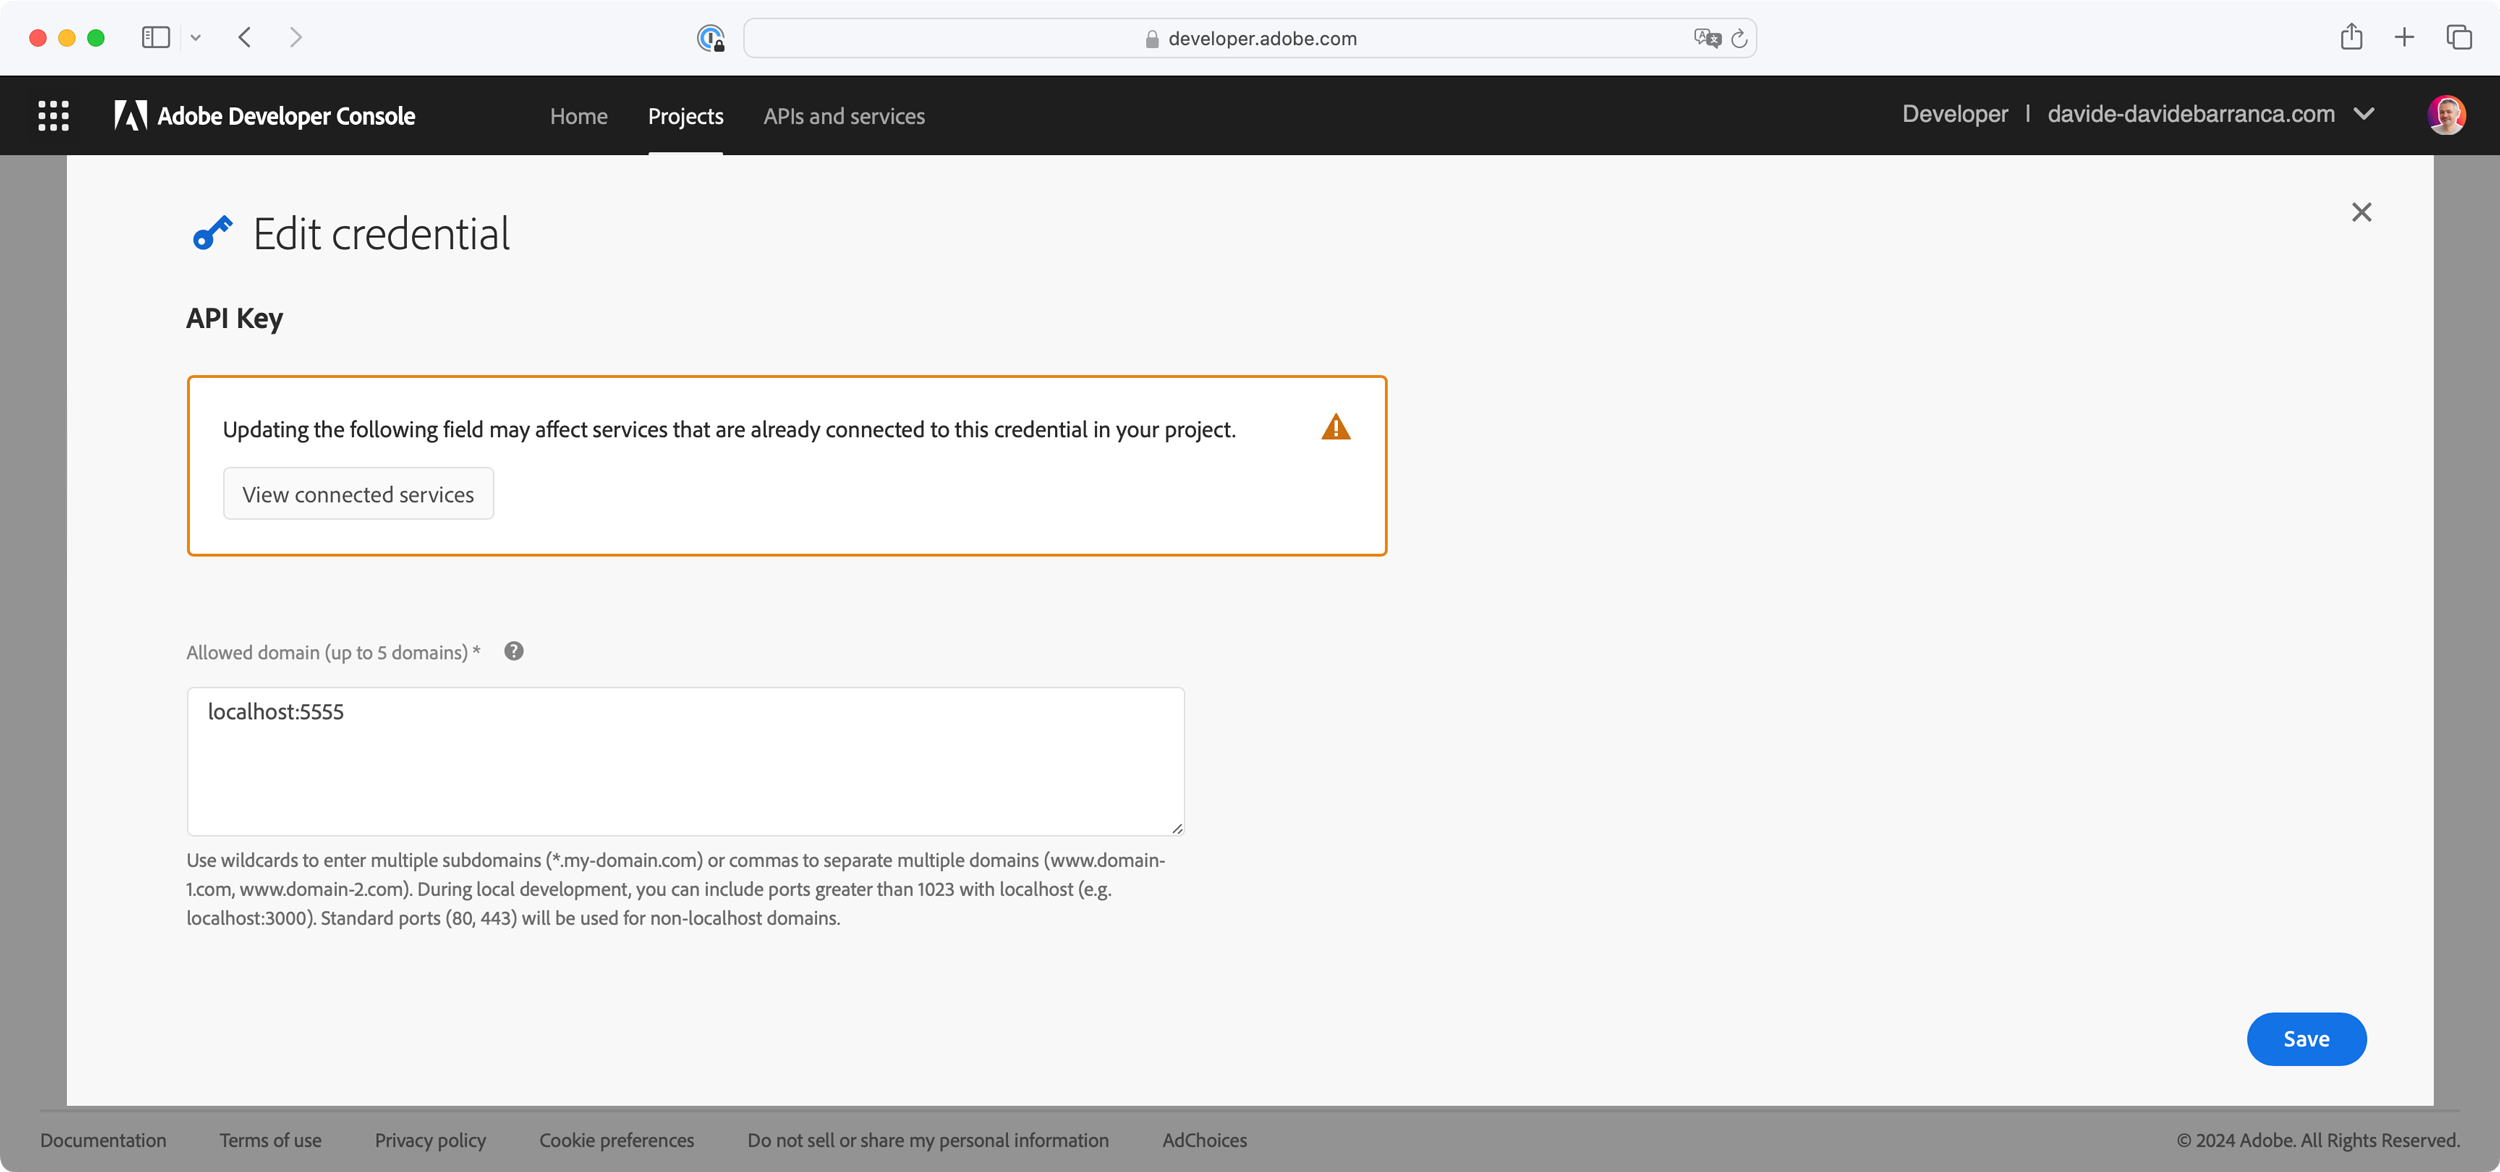 developer.adobe.com
Adobe Developer Console
Home
Projects
APIs and services
Developer | davide-davidebarranca.com
Edit credential
API Key
Updating the following field may affect services that are already connected to this credential in your project.
View connected services
Allowed domain (up to 5 domains) *
localhost:5555
Use wildcards to enter multiple subdomains (*.my-domain.com) or commas to separate multiple domains (www.domain-
1.com, www.domain-2.com). During local development, you can include ports greater than 1023 with localhost (e.g.
localhost:3000). Standard ports (80, 443) will be used for non-localhost domains.
Save
Documentation
Terms of use
Privacy policy
Cookie preferences
Do not sell or share my personal information
AdChoices
© 2024 Adobe. All Rights Reserved.